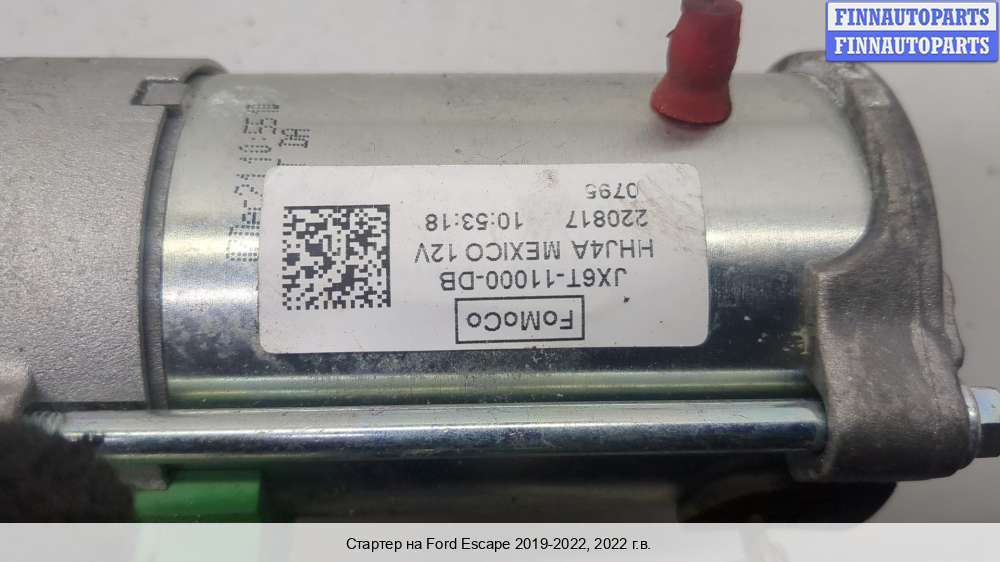 FINNAUTOPARTS
FINNAUTOPARTS
FoMoCo
JX6T-11000-DB
HHJ4A MEXICO 12V
220817 10:53:18
0795
Стартер на Ford Escape 2019-2022, 2022 г.в.